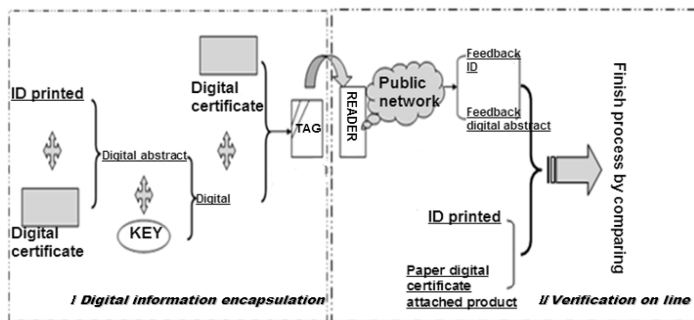 ID printed
Digital
certificate
Digital abstract
KEY
Digital
certificate
Digital
TAG
READER
Public
network
Feedback
ID
Feedback
digital abstract
ID printed
Paper digital
certificate
attached product
Finish process by comparing
I Digital information encapsulation
II Verification on line